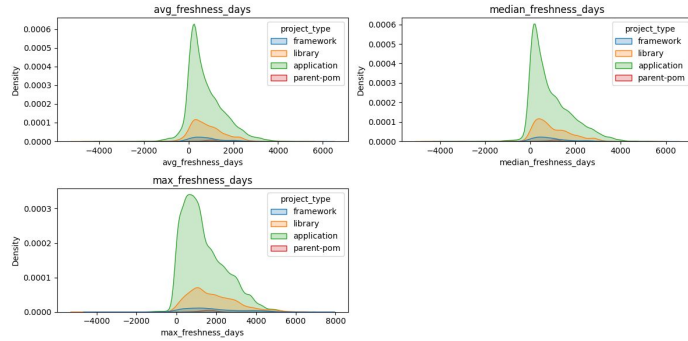 avg_freshness_days
0.0006
0.0005
0.0004
0.0003
0.0002
0.0001
0.0000
Density
project_type
framework
library
application
parent-pom
−4000 −2000 0 2000 4000 6000
avg_freshness_days
median_freshness_days
0.0006
0.0005
0.0004
0.0003
0.0002
0.0001
0.0000
Density
project_type
framework
library
application
parent-pom
−4000 −2000 0 2000 4000 6000
median_freshness_days
max_freshness_days
0.0003
0.0002
0.0001
0.0000
Density
project_type
framework
library
application
parent-pom
−4000 −2000 0 2000 4000 6000 8000
max_freshness_days